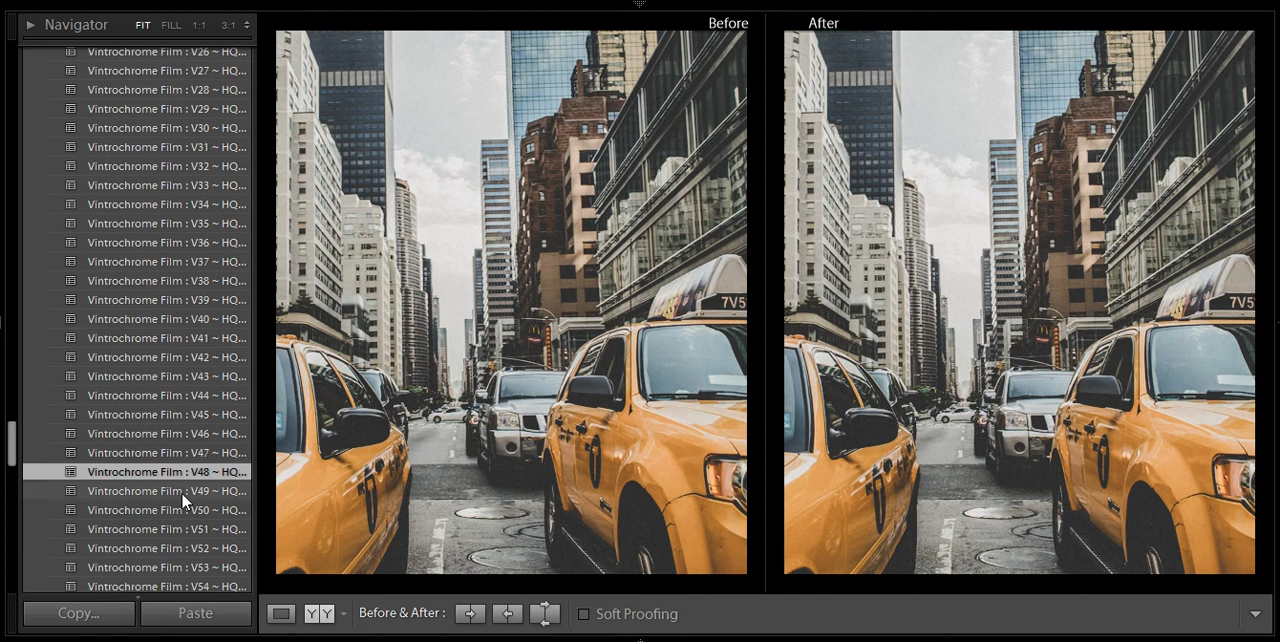 Navigator FIT FILL 1:1 3:1
Vintrochrome Film : V26 ~ HQ...
Vintrochrome Film : V27 ~ HQ...
Vintrochrome Film : V28 ~ HQ...
Vintrochrome Film : V29 ~ HQ...
Vintrochrome Film : V30 ~ HQ...
Vintrochrome Film : V31 ~ HQ...
Vintrochrome Film : V32 ~ HQ...
Vintrochrome Film : V33 ~ HQ...
Vintrochrome Film : V34 ~ HQ...
Vintrochrome Film : V35 ~ HQ...
Vintrochrome Film : V36 ~ HQ...
Vintrochrome Film : V37 ~ HQ...
Vintrochrome Film : V38 ~ HQ...
Vintrochrome Film : V39 ~ HQ...
Vintrochrome Film : V40 ~ HQ...
Vintrochrome Film : V41 ~ HQ...
Vintrochrome Film : V42 ~ HQ...
Vintrochrome Film : V43 ~ HQ...
Vintrochrome Film : V44 ~ HQ...
Vintrochrome Film : V45 ~ HQ...
Vintrochrome Film : V46 ~ HQ...
Vintrochrome Film : V47 ~ HQ...
Vintrochrome Film : V48 ~ HQ...
Vintrochrome Film : V49 ~ HQ...
Vintrochrome Film : V50 ~ HQ...
Vintrochrome Film : V51 ~ HQ...
Vintrochrome Film : V52 ~ HQ...
Vintrochrome Film : V53 ~ HQ...
Vintrochrome Film : V54 ~ HQ...
Copy... Paste
Before After
7V5
T
7V5
T
YY Before & After : Soft Proofing